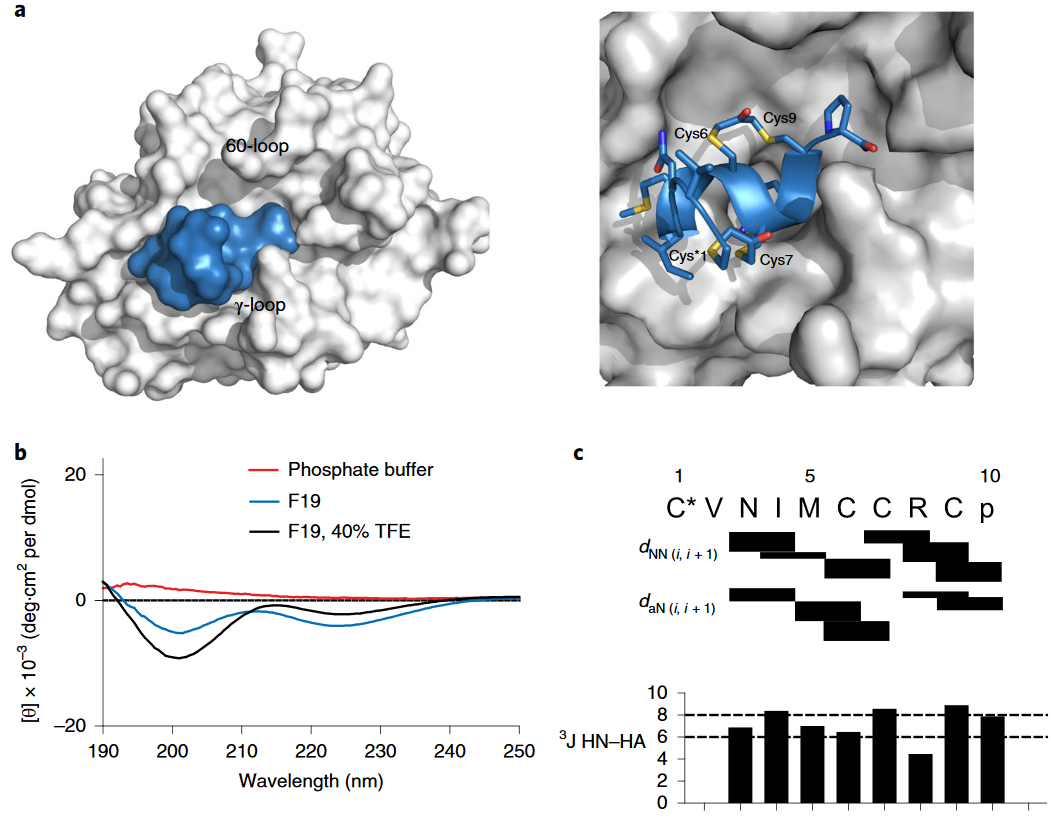 a
60-loop
γ-loop
Cys6
Cys9
Cys*1
Cys7
b
Phosphate buffer
F19
F19, 40% TFE
[θ] × 10⁻³ (deg·cm² per dmol)
20
0
–20
190 200 210 220 230 240 250
Wavelength (nm)
c
1 5 10
C* V N I M C C R C p
dNN (i, i + 1)
daN (i, i + 1)
³J HN–HA
10
8
6
4
2
0